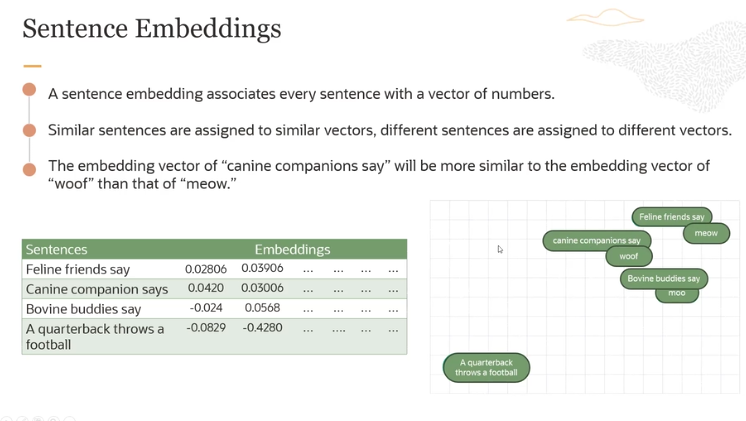 Sentence Embeddings
A sentence embedding associates every sentence with a vector of numbers.
Similar sentences are assigned to similar vectors, different sentences are assigned to different vectors.
The embedding vector of “canine companions say” will be more similar to the embedding vector of
“woof” than that of “meow.”
Sentences Embeddings
Feline friends say 0.02806 0.03906 ... ... ... ...
Canine companion says 0.0420 0.03006 ... ... ... ...
Bovine buddies say -0.024 0.0568 ... ... ... ...
A quarterback throws a -0.0829 -0.4280 ... .... ... ...
football
Feline friends say
meow
canine companions say
woof
Bovine buddies say
moo
A quarterback
throws a football